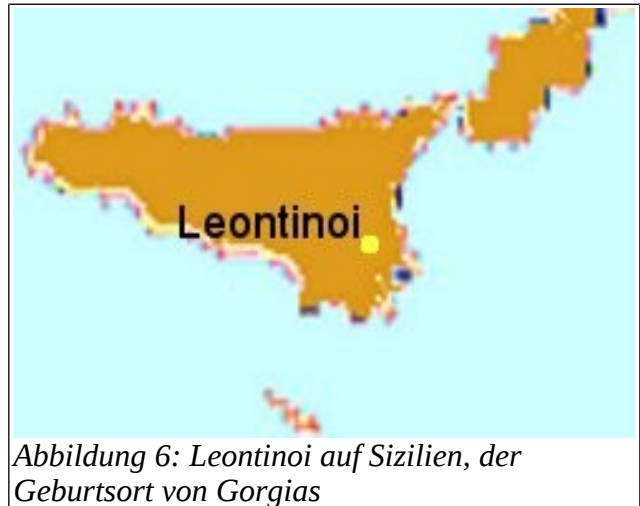 Leontinoi
Abbildung 6: Leontinoi auf Sizilien, der
Geburtsort von Gorgias